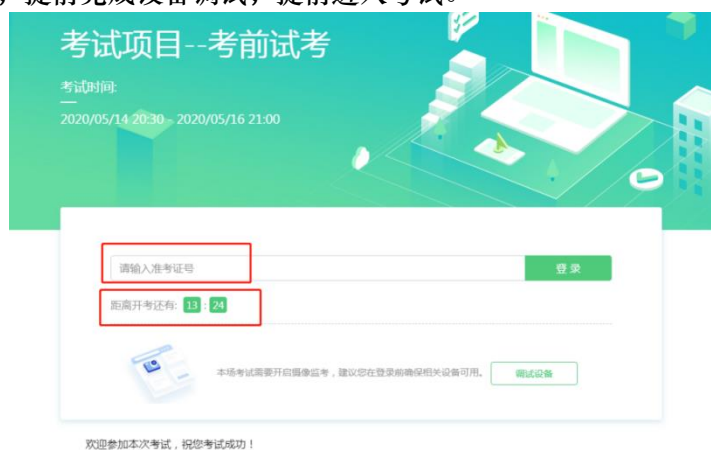 ，提前完成设备调试，提前进入考试。
考试项目--考前试考
考试时间:
2020/05/14 20:30 - 2020/05/16 21:00
请输入准考证号
登录
距离开考还有: 13 : 24
本场考试需要开启摄像监考，建议您在登录前确保相关设备可用。
调试设备
欢迎参加本次考试，祝您考试成功！